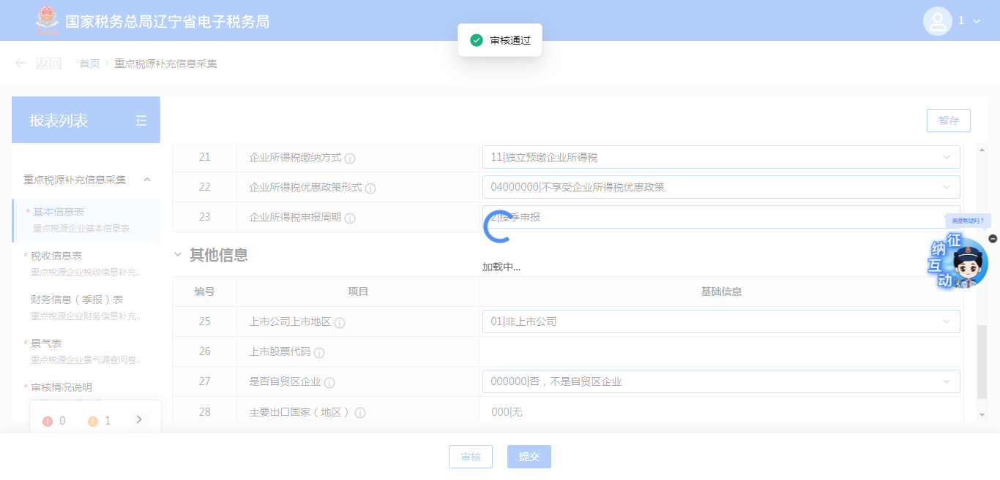 国家税务总局辽宁省电子税务局
1
审核通过
返回 首页 › 重点税源补充信息采集
报表列表
暂存
重点税源补充信息采集
* 基本信息表
重点税源企业基本信息表
* 税收信息表
重点税源企业税收信息补充..
财务信息（季报）表
重点税源企业财务信息补充..
* 景气表
重点税源企业景气调查问卷..
* 审核情况说明
0 1
21 企业所得税缴纳方式 11|独立预缴企业所得税
22 企业所得税优惠政策形式 04000000|不享受企业所得税优惠政策
23 企业所得税申报周期 2|按季申报
其他信息
加载中...
编号 项目 基础信息
25 上市公司上市地区 01|非上市公司
26 上市股票代码
27 是否自贸区企业 000000|否，不是自贸区企业
28 主要出口国家（地区） 000|无
需要帮助吗？
征纳互动
审核 提交